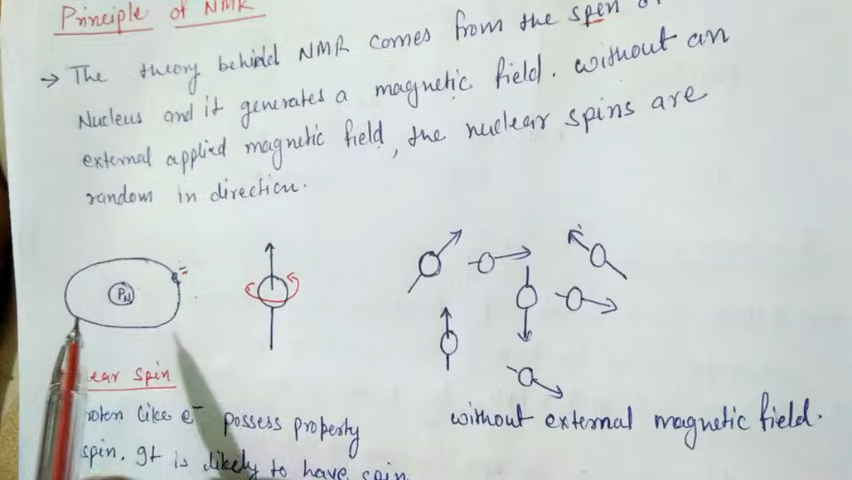 Principle of NMR
→ The theory behind NMR comes from the spen of
Nucleus and it generates a magnetic field. without an
external applied magnetic field, the nuclear spins are
random in direction.
PN
ear spin
roton like e⁻ possess property
spin. It is likely to have spin
without external magnetic field.